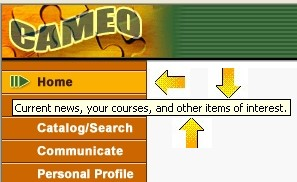 CAMEO
Home
Current news, your courses, and other items of interest.
Catalog/Search
Communicate
Personal Profile